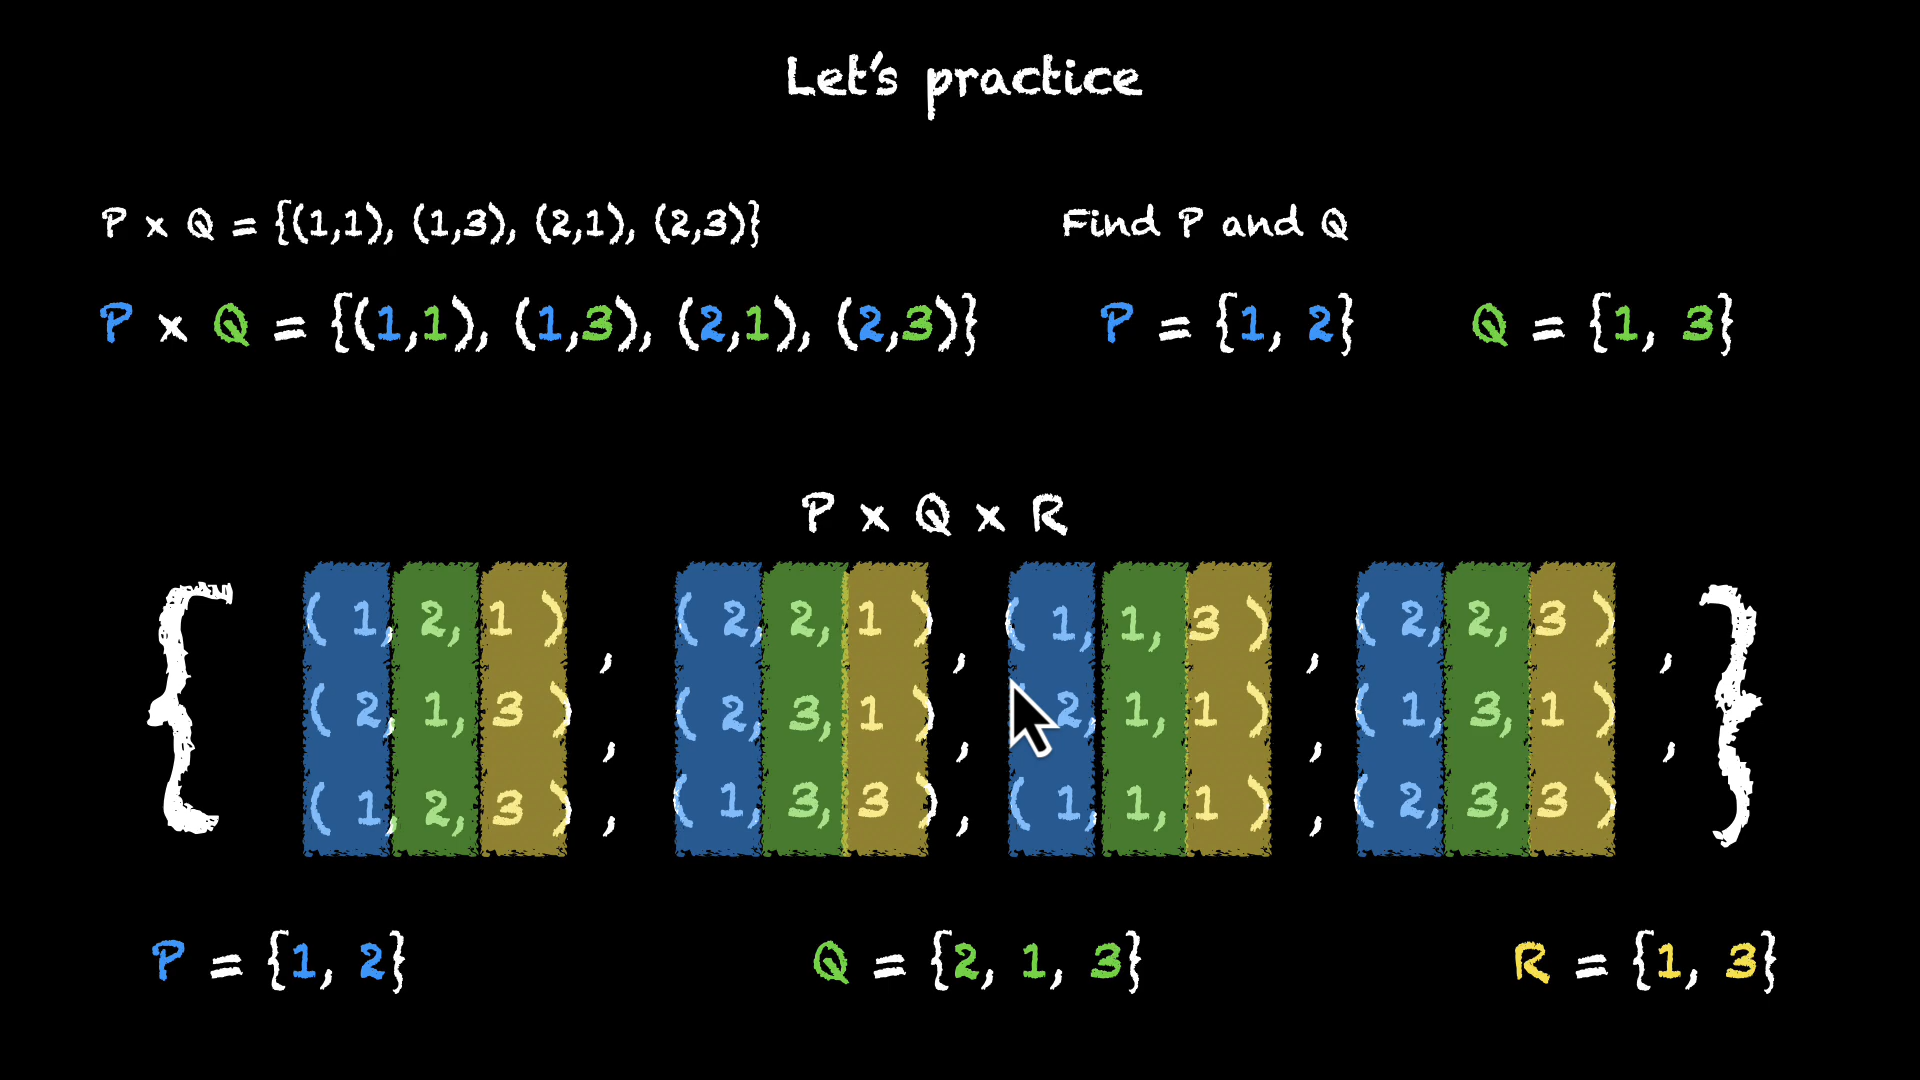 Let's practice
P x Q = {(1,1), (1,3), (2,1), (2,3)} Find P and Q
P x Q = {(1,1), (1,3), (2,1), (2,3)} P = {1, 2} Q = {1, 3}
P x Q x R
{ ( 1, 2, 1 ) , ( 2, 2, 1 ) , ( 1, 1, 3 ) , ( 2, 2, 3 ) ,
( 2, 1, 3 ) , ( 2, 3, 1 ) , ( 2, 1, 1 ) , ( 1, 3, 1 ) ,
( 1, 2, 3 ) , ( 1, 3, 3 ) , ( 1, 1, 1 ) , ( 2, 3, 3 ) }
P = {1, 2} Q = {2, 1, 3} R = {1, 3}